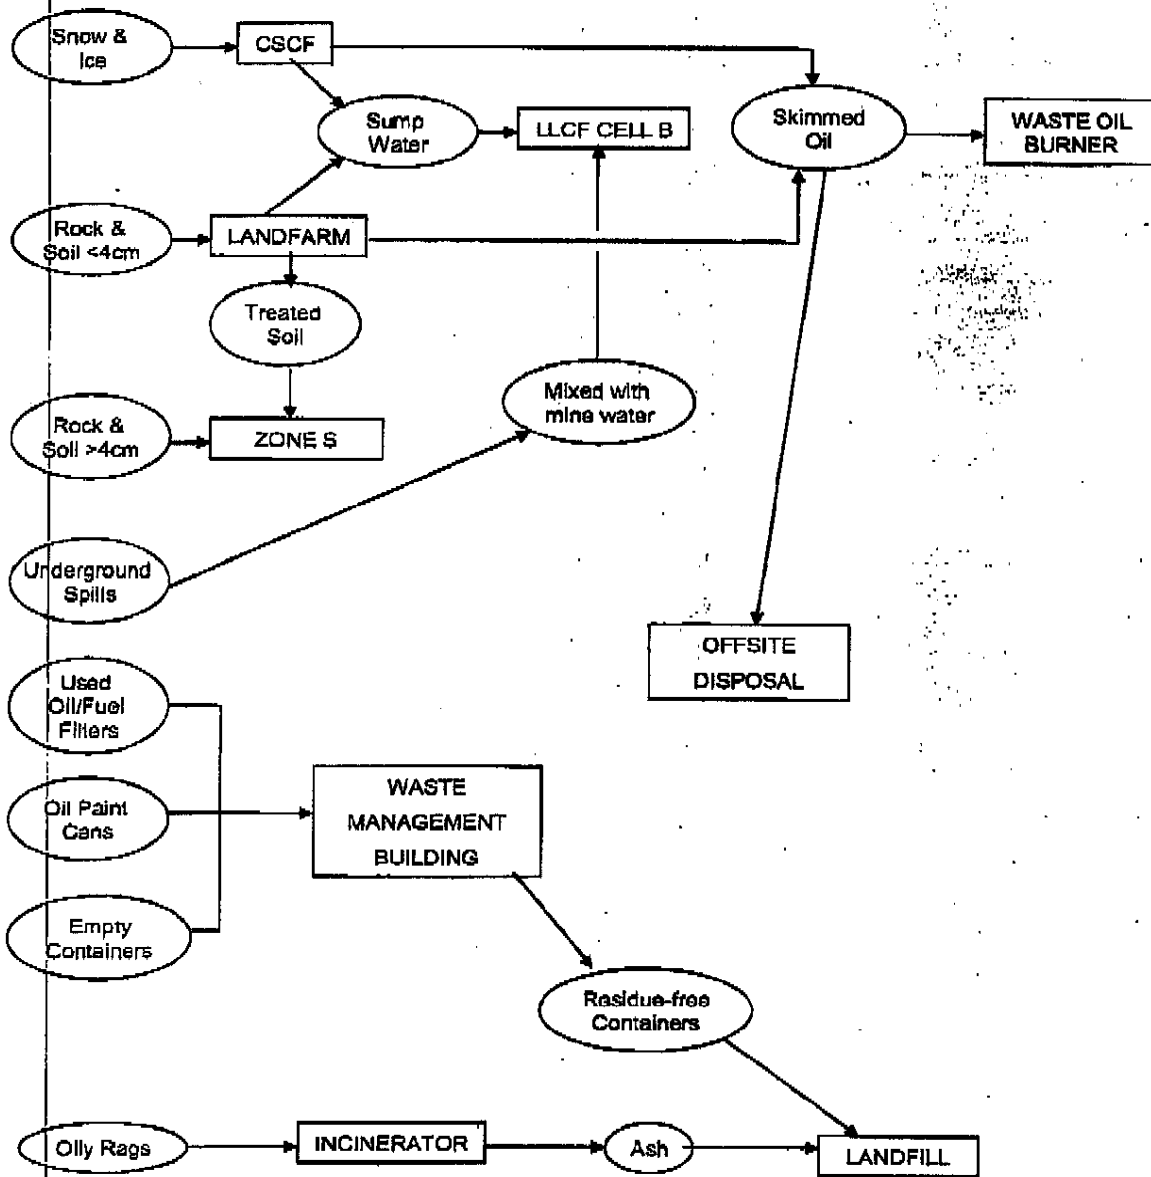 Snow &
Ice
CSCF
Sump
Water
LLCF CELL B
Skimmed
Oil
WASTE OIL
BURNER
Rock &
Soil <4cm
LANDFARM
Treated
Soil
Mixed with
mine water
Rock &
Soil >4cm
ZONE S
Underground
Spills
OFFSITE
DISPOSAL
Used
Oil/Fuel
Filters
Oil Paint
Cans
WASTE
MANAGEMENT
BUILDING
Empty
Containers
Residue-free
Containers
Oily Rags
INCINERATOR
Ash
LANDFILL